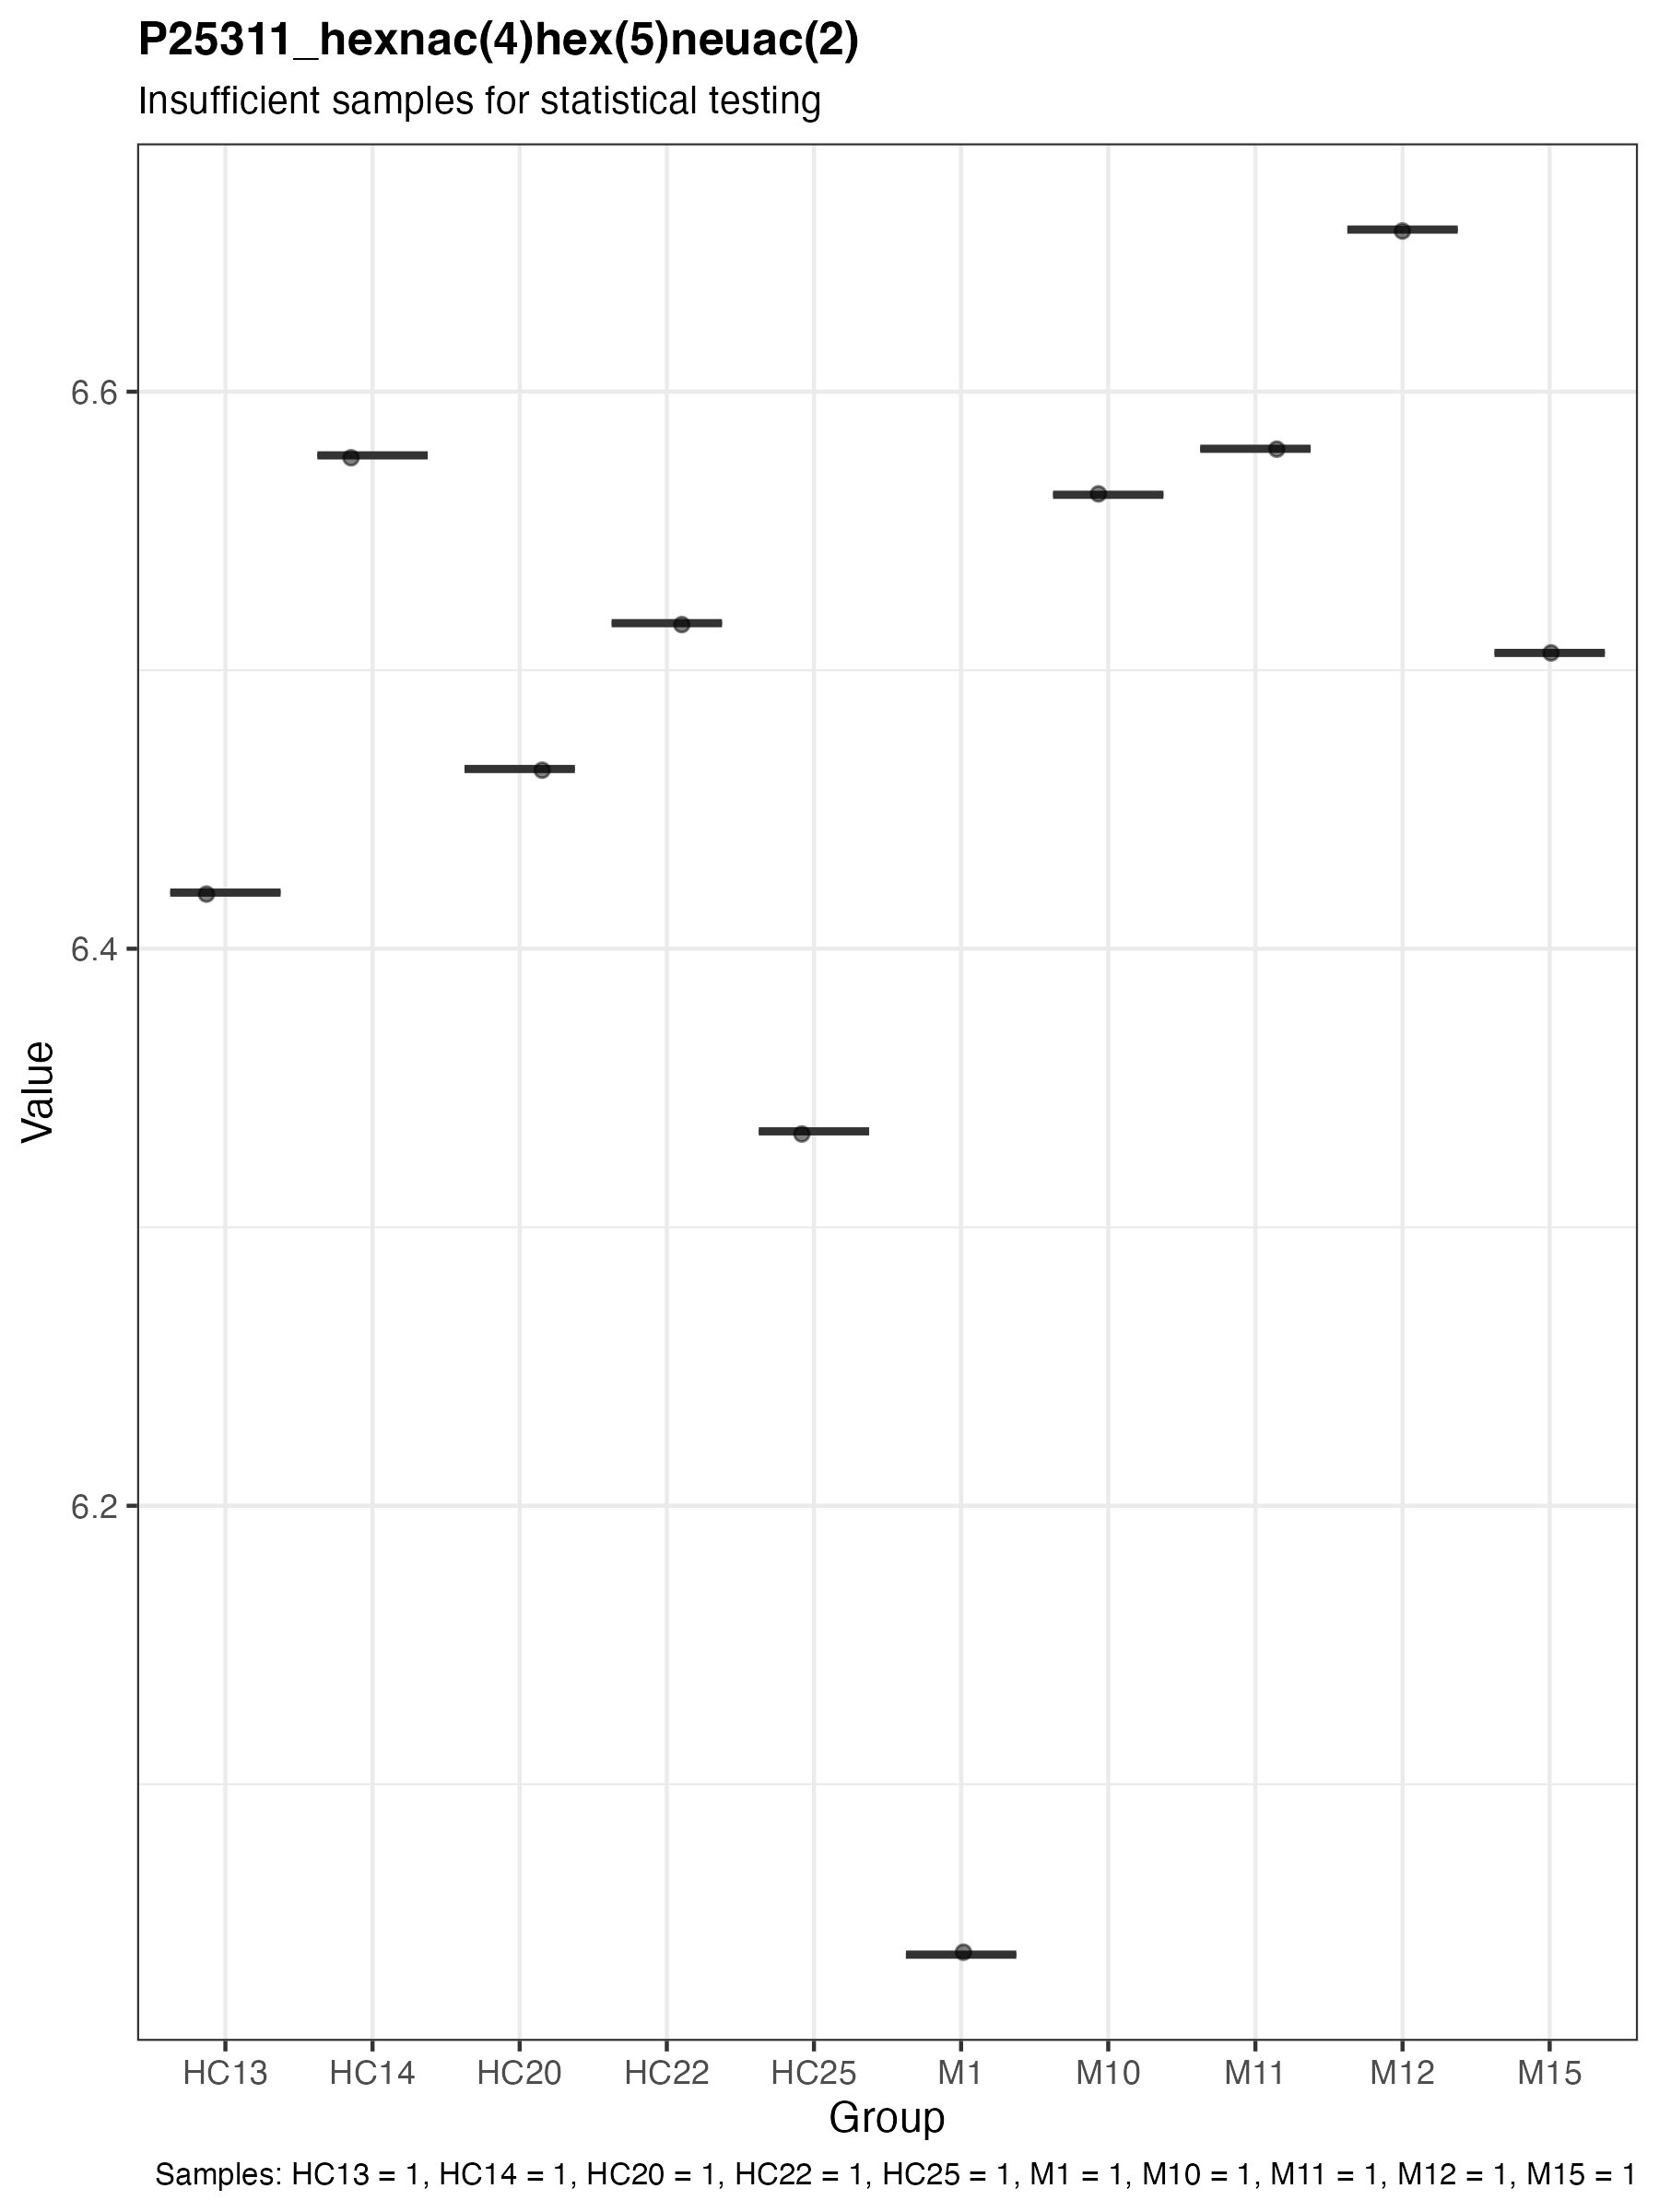 P25311_hexnac(4)hex(5)neuac(2)
Insufficient samples for statistical testing
6.6
6.4
6.2
Value
HC13 HC14 HC20 HC22 HC25 M1 M10 M11 M12 M15
Group
Samples: HC13 = 1, HC14 = 1, HC20 = 1, HC22 = 1, HC25 = 1, M1 = 1, M10 = 1, M11 = 1, M12 = 1, M15 = 1